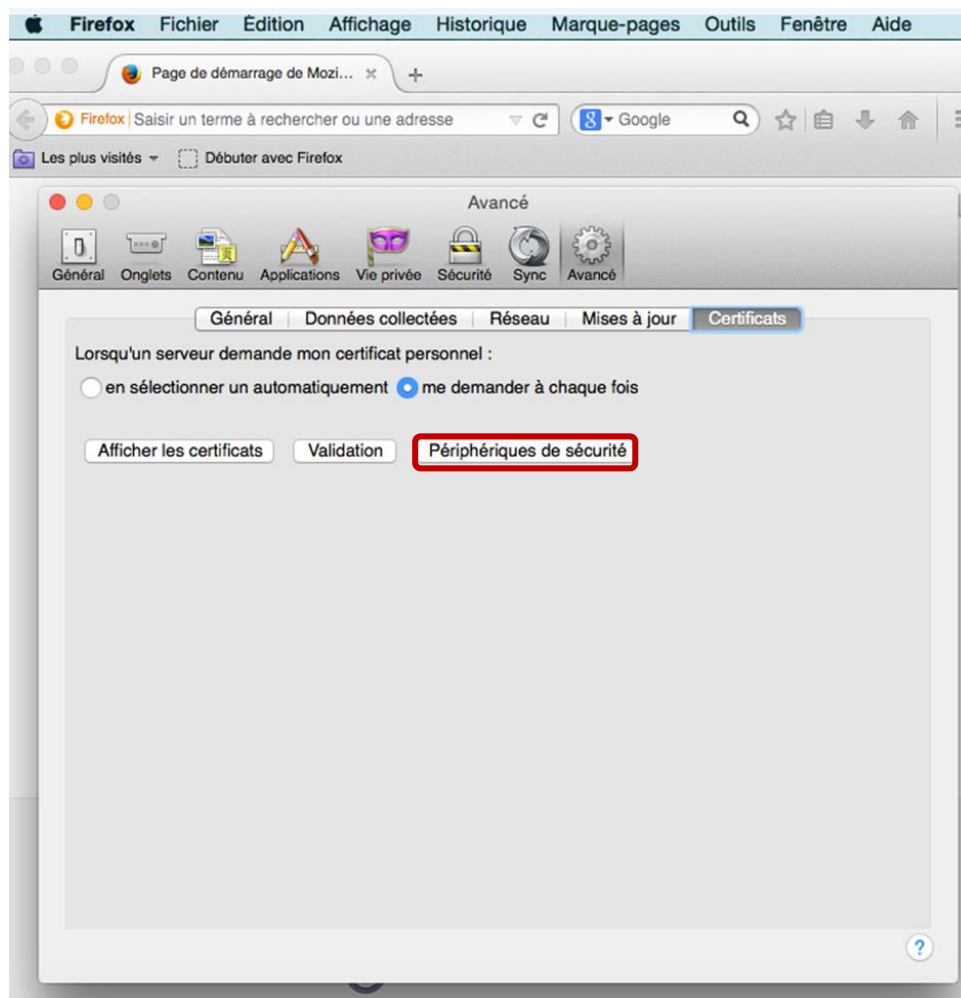 Firefox Fichier Édition Affichage Historique Marque-pages Outils Fenêtre Aide
Page de démarrage de Mozi... × +
Firefox Saisir un terme à rechercher ou une adresse 8 Google
Les plus visités Débuter avec Firefox
Avancé
Général Onglets Contenu Applications Vie privée Sécurité Sync Avancé
Général Données collectées Réseau Mises à jour Certificats
Lorsqu'un serveur demande mon certificat personnel :
en sélectionner un automatiquement me demander à chaque fois
Afficher les certificats Validation Périphériques de sécurité
?